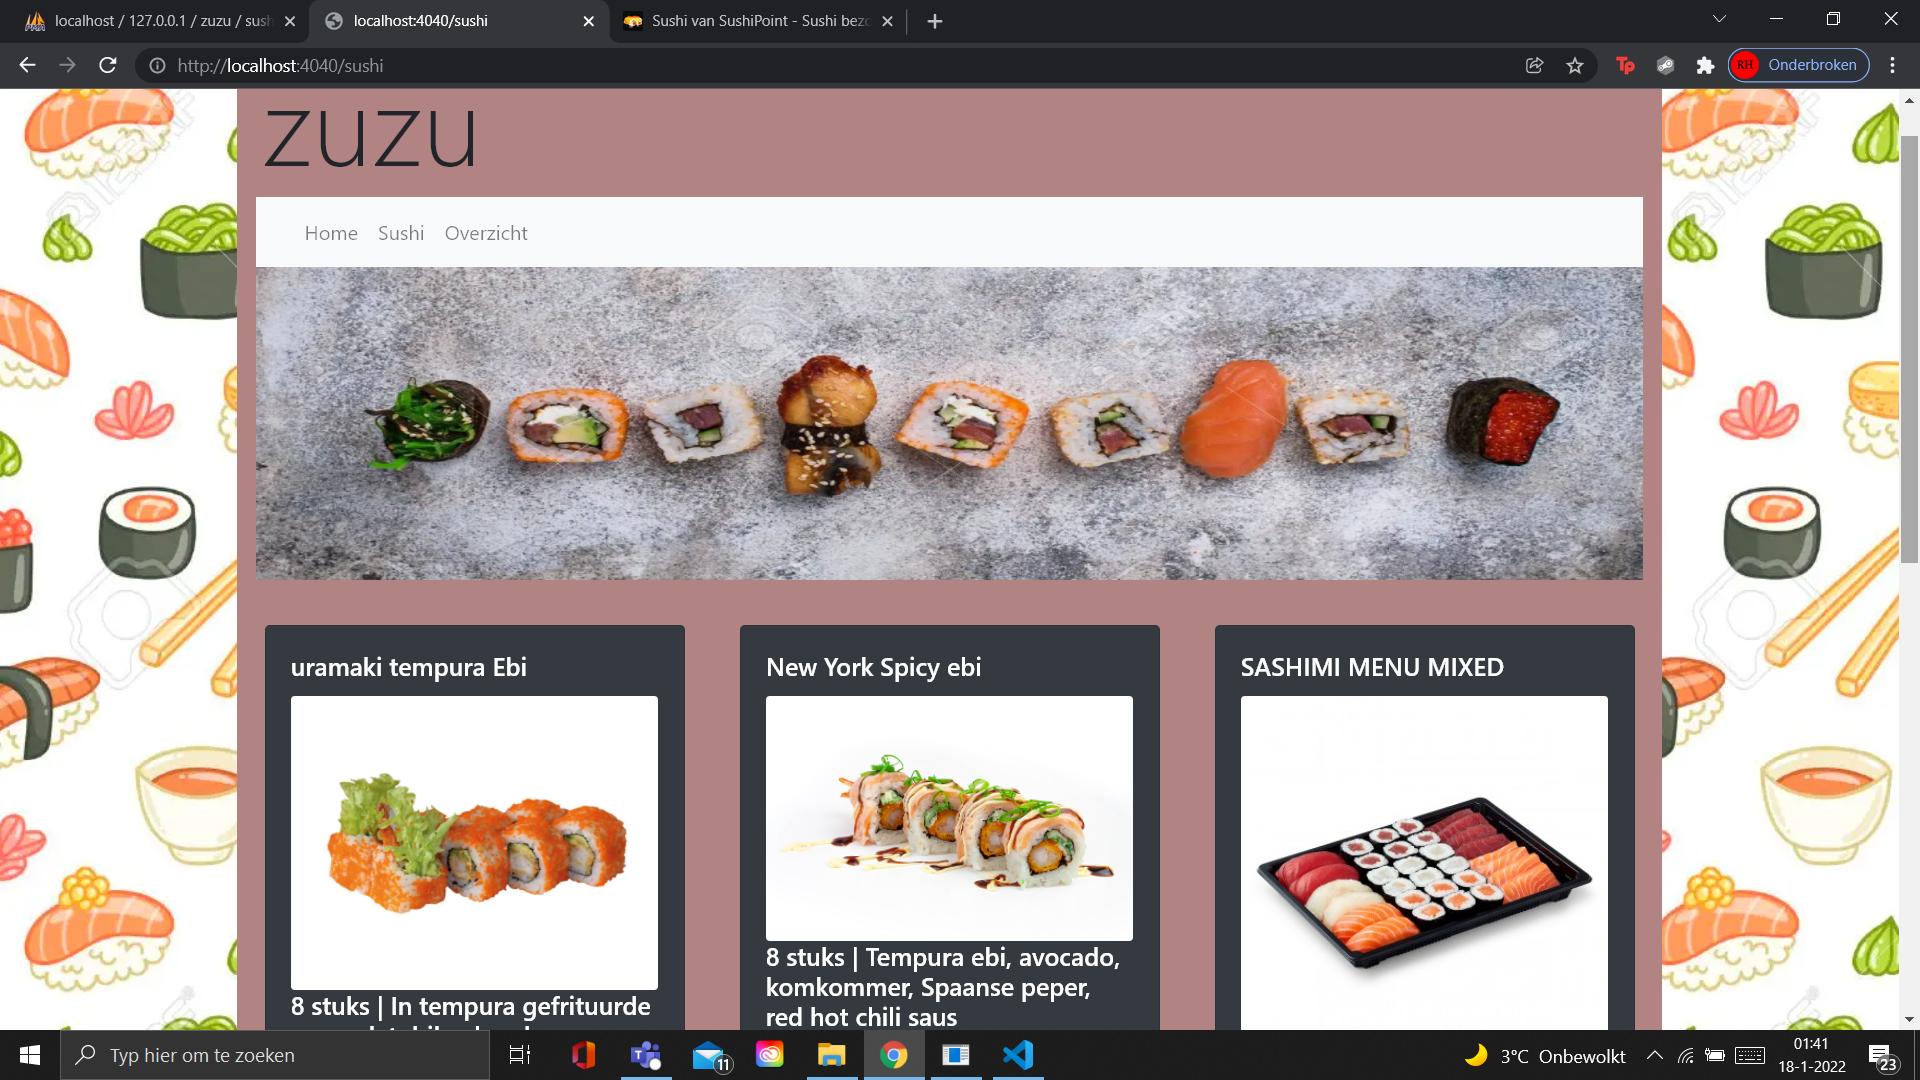 localhost / 127.0.0.1 / zuzu / sush
localhost:4040/sushi
Sushi van SushiPoint - Sushi bezo
http://localhost:4040/sushi
Tp
RH
Onderbroken
zuzu
Home Sushi Overzicht
uramaki tempura Ebi
8 stuks | In tempura gefrituurde
New York Spicy ebi
8 stuks | Tempura ebi, avocado,
komkommer, Spaanse peper,
red hot chili saus
SASHIMI MENU MIXED
Typ hier om te zoeken
11
3°C Onbewolkt
01:41
18-1-2022
23